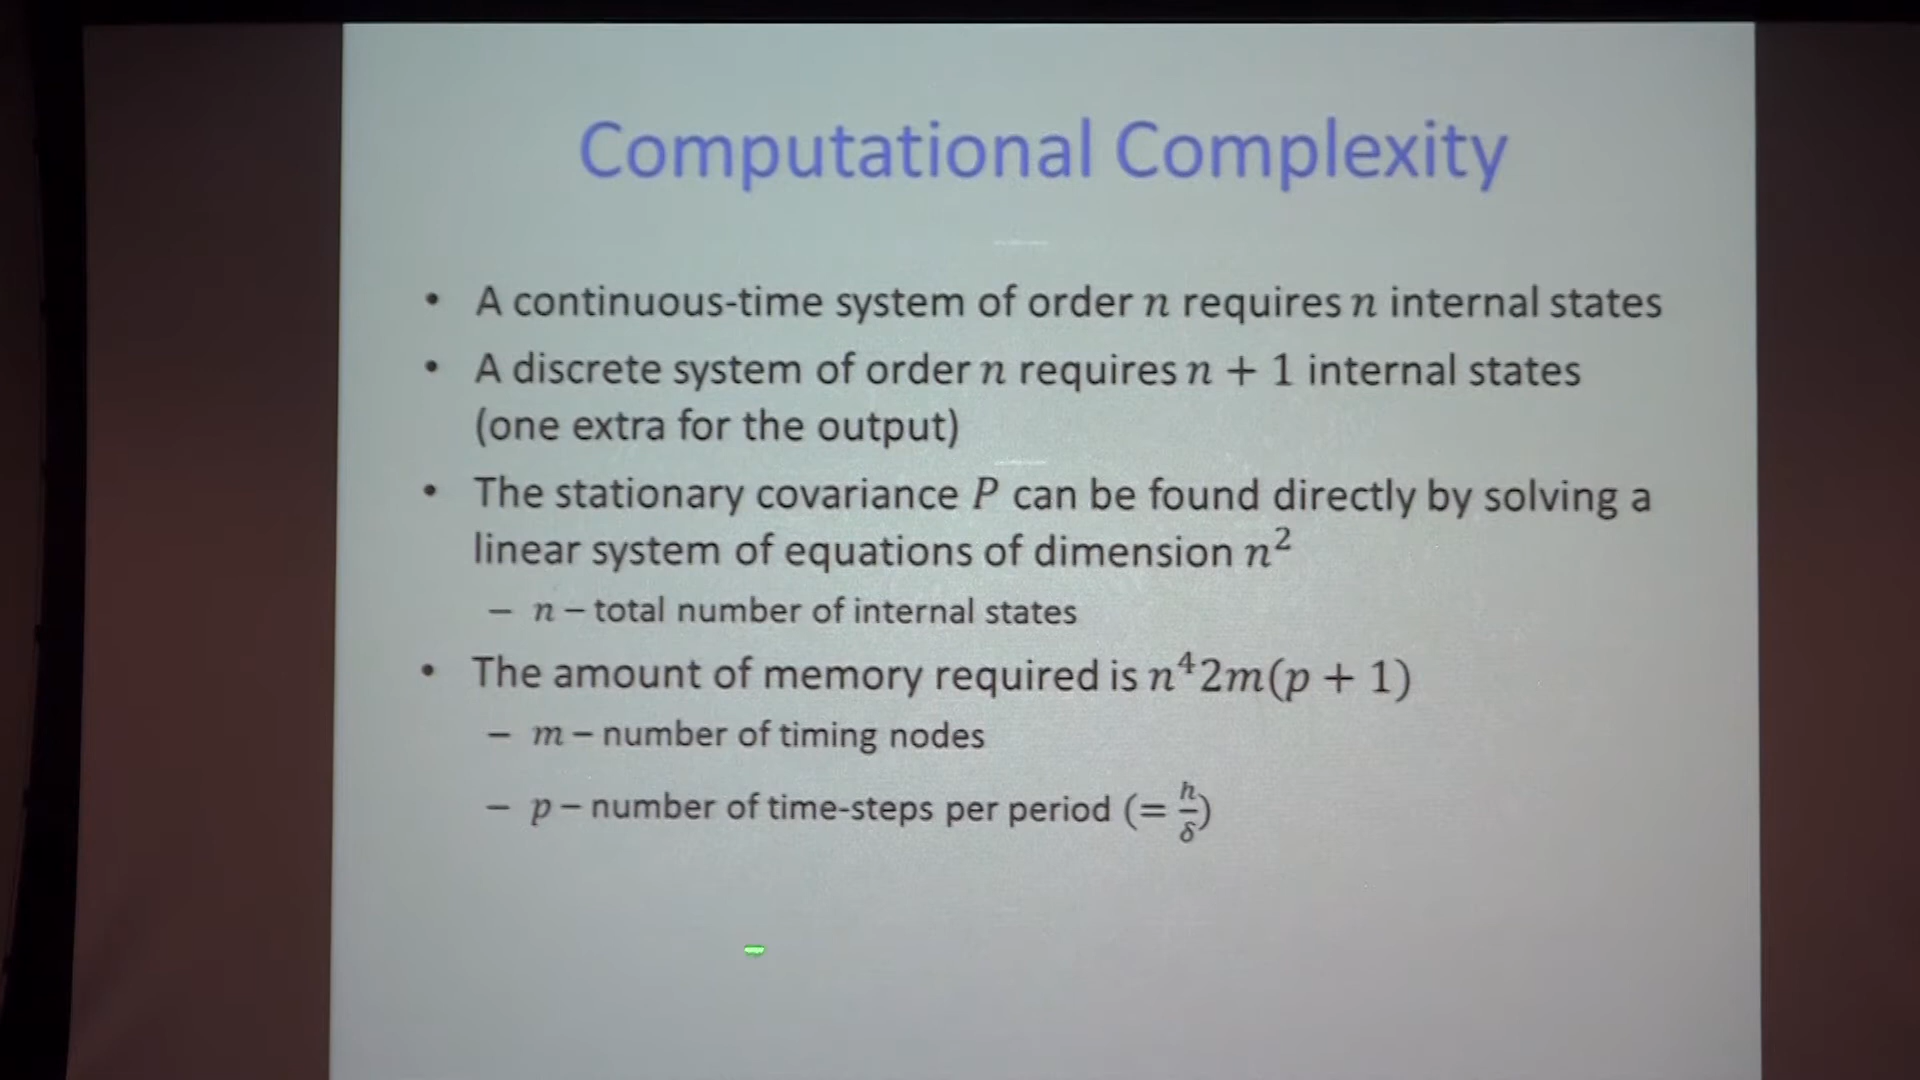 Computational Complexity
• A continuous-time system of order n requires n internal states
• A discrete system of order n requires n + 1 internal states
(one extra for the output)
• The stationary covariance P can be found directly by solving a
linear system of equations of dimension n²
– n – total number of internal states
• The amount of memory required is n⁴2m(p + 1)
– m – number of timing nodes
– p – number of time-steps per period (= h/δ)